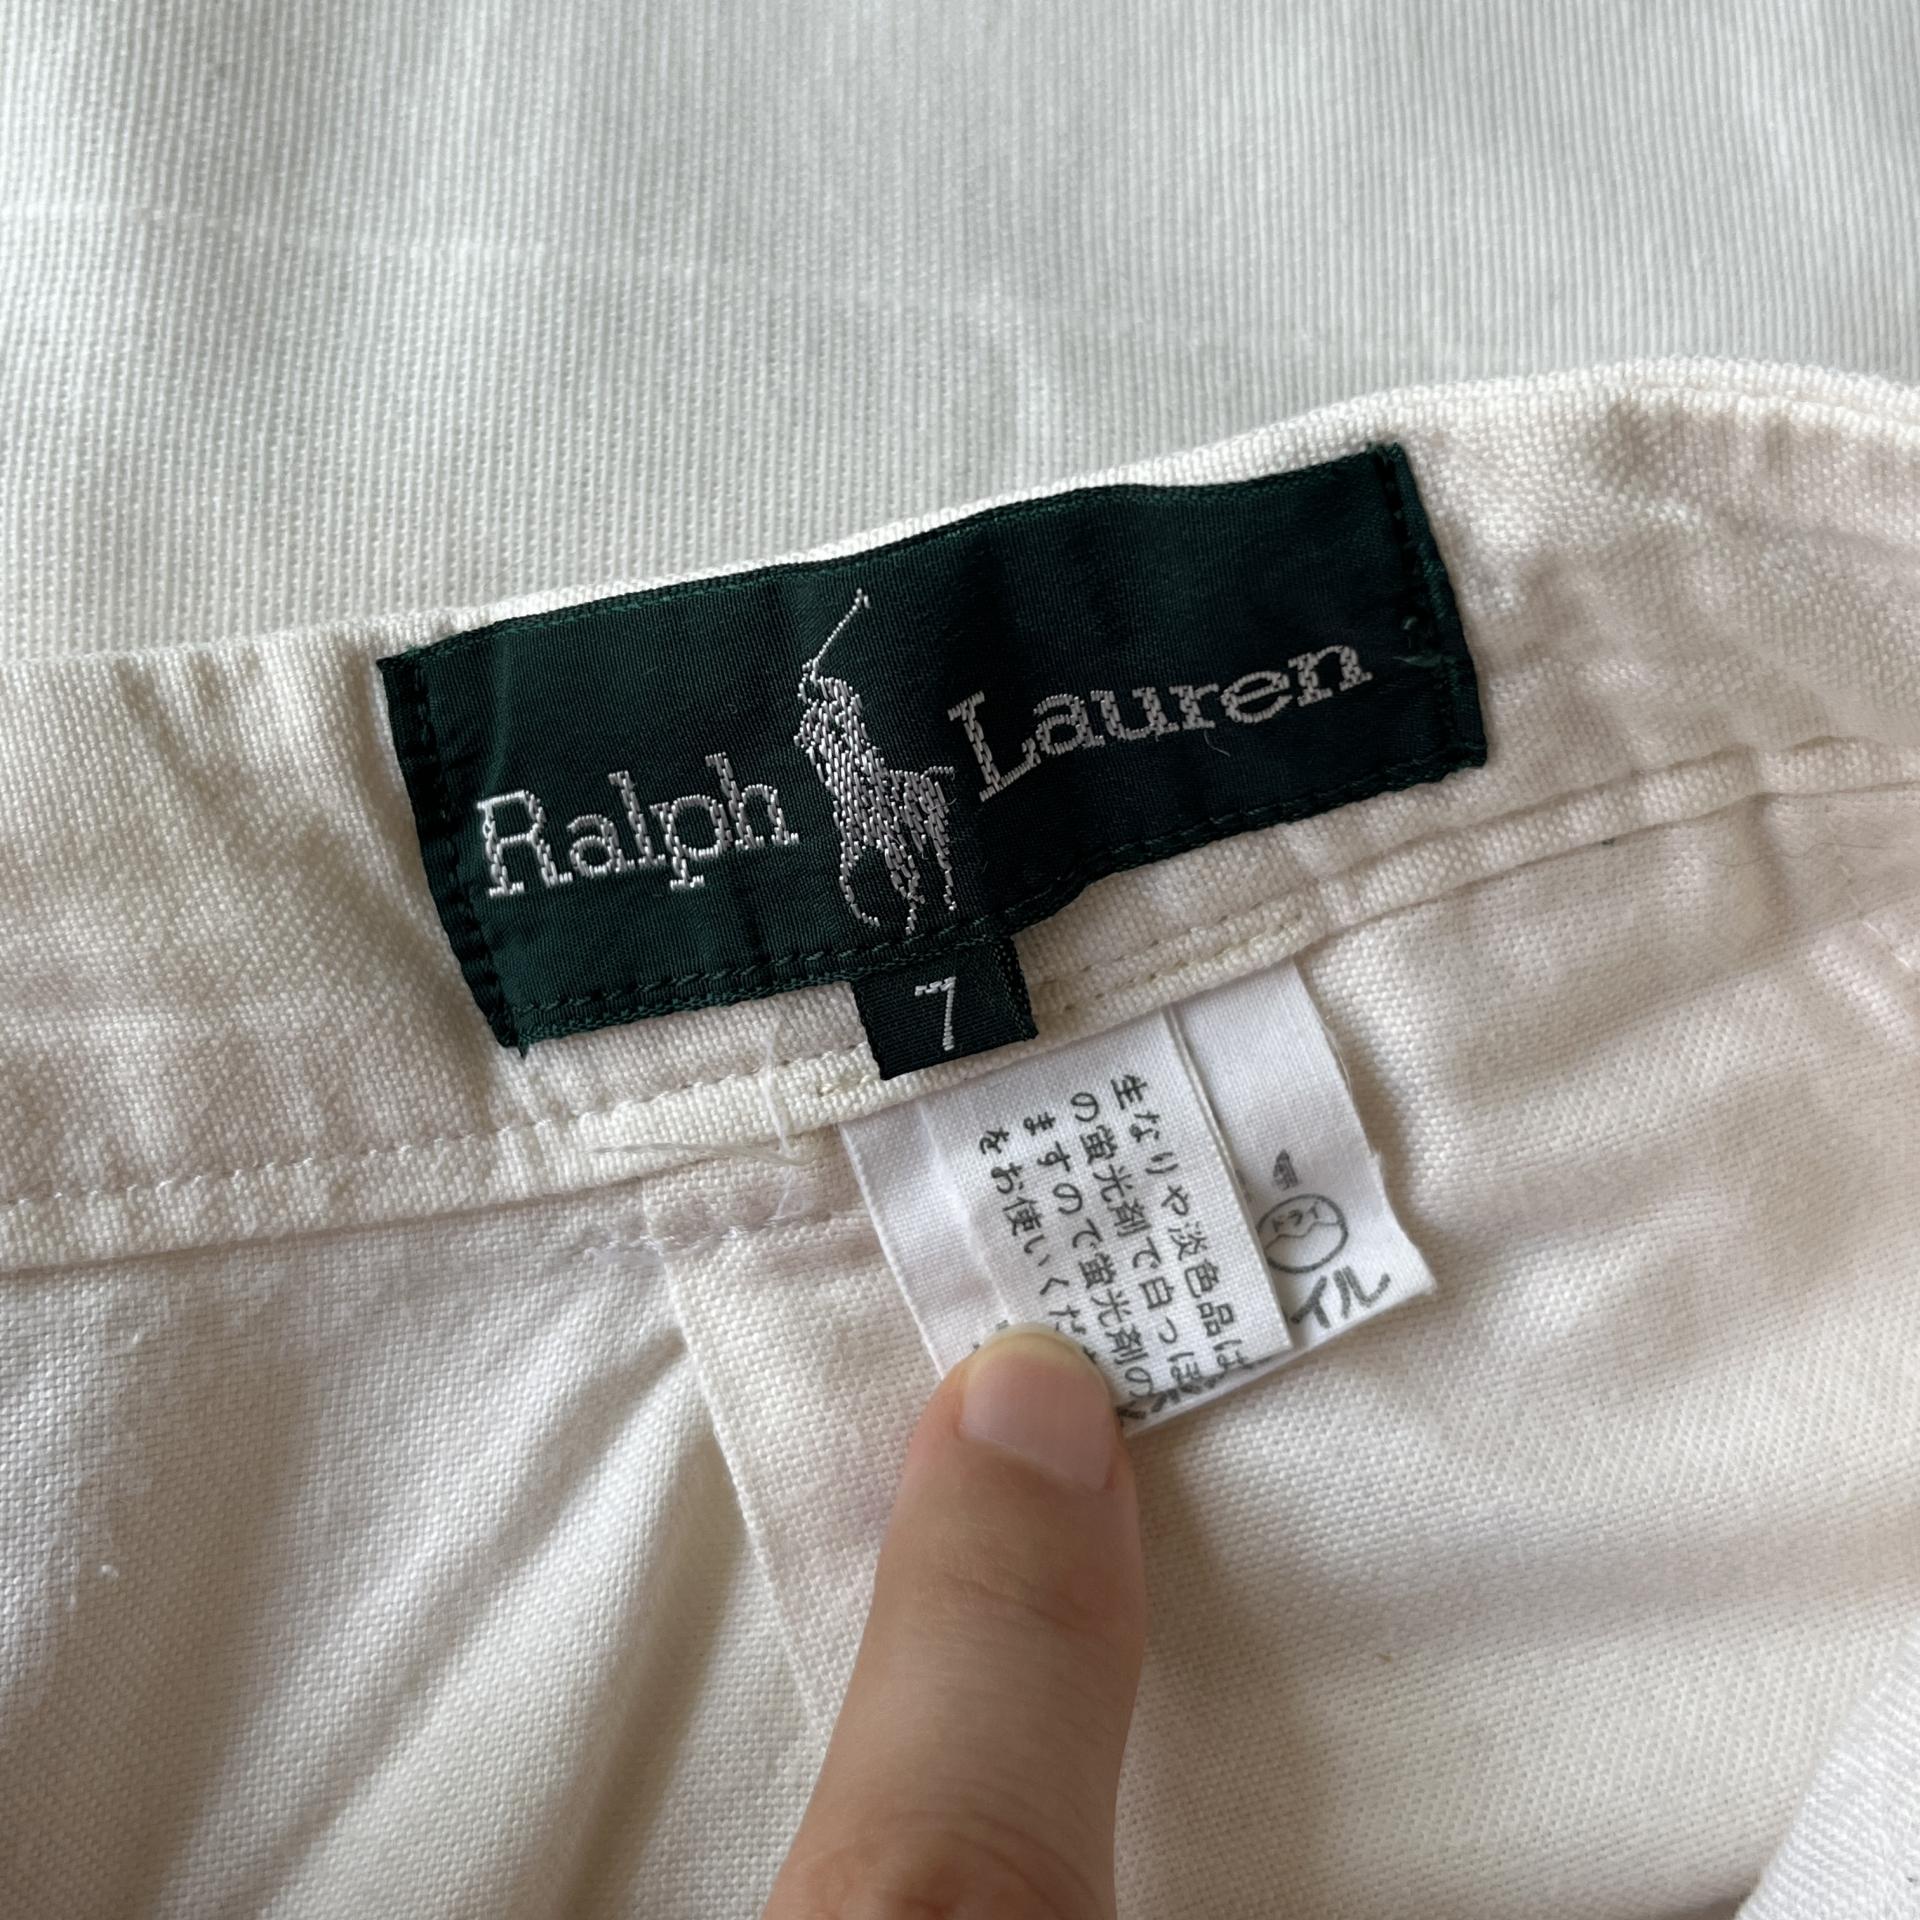 Ralph Lauren
7
生なりや淡色品は
の蛍光剤で白っぽ
ますので蛍光剤の
をお使いくだ
イル